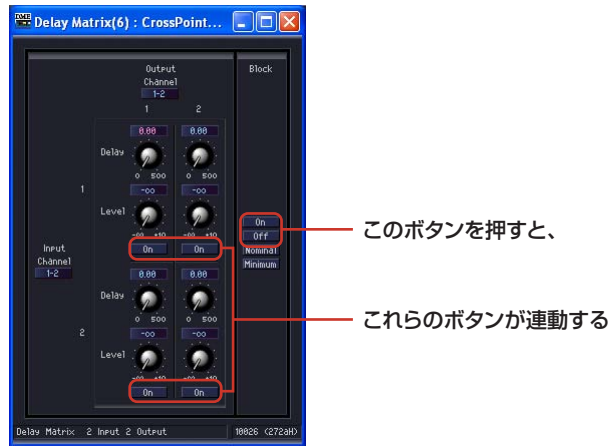 Delay Matrix(6) : CrossPoint...
Output
Channel
1-2
Block
1 2
0.00 0.00
Delay
0 500 0 500
1
-∞ -∞
Level
-∞ +10 -∞ +10
On On
On
Off
Nominal
Minimum
Input
Channel
1-2
0.00 0.00
Delay
0 500 0 500
2
-∞ -∞
Level
-∞ +10 -∞ +10
On On
Delay Matrix 2 Input 2 Output 10026 (272aH)
このボタンを押すと、
これらのボタンが連動する